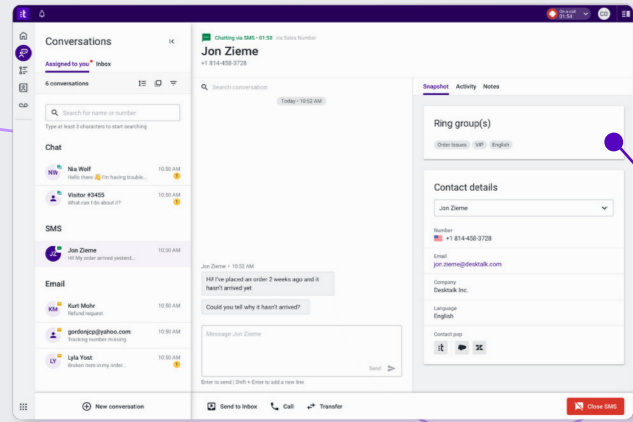 :t
On a call
01:54
CO
Conversations
Assigned to you Inbox
6 conversations
Search for name or number
Type at least 3 characters to start searching
Chat
NW
Nia Wolf
10:50 AM
Hello there 👋 I'm having trouble...
Visitor #3455
10:50 AM
What can I do about it?
SMS
JZ
Jon Zieme
10:50 AM
Hi! My order arrived yesterd...
Email
KM
Kurt Mohr
10:50 AM
Refund request
gordonjcp@yahoo.com
10:50 AM
Tracking number missing
LY
Lyla Yost
10:50 AM
Broken item in my order...
New conversation
Chatting via SMS • 01:53 via Sales Number
Jon Zieme
+1 814-458-3728
Search conversation
Today • 10:52 AM
Jon Zieme • 10:52 AM
Hi! I've placed an order 2 weeks ago and it
hasn't arrived yet
Could you tell why it hasn't arrived?
Message Jon Zieme
Send
Enter to send | Shift + Enter to add a new line
Send to Inbox
Call
Transfer
Close SMS
Snapshot Activity Notes
Ring group(s)
Order Issues VIP English
Contact details
Jon Zieme
Number
+1 814-458-3728
Email
jon.zieme@desktalk.com
Company
Desktalk Inc.
Language
English
Contact pop
:t